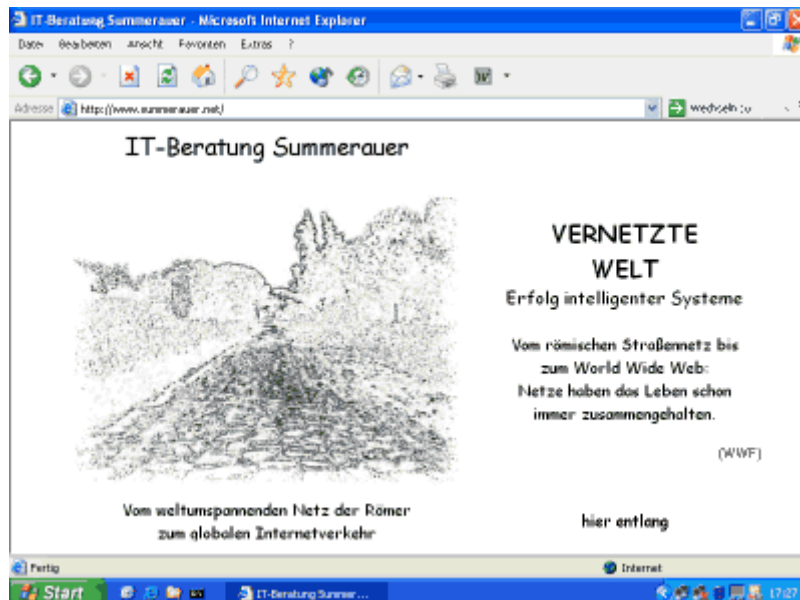 IT-Beratung Summerauer - Microsoft Internet Explorer
Datei Bearbeiten Ansicht Favoriten Extras ?
Adresse http://www.summerauer.net/ Wechseln zu
IT-Beratung Summerauer
VERNETZTE
WELT
Erfolg intelligenter Systeme
Vom römischen Straßennetz bis
zum World Wide Web:
Netze haben das Leben schon
immer zusammengehalten.
(WWF)
Vom weltumspannenden Netz der Römer
zum globalen Internetverkehr
hier entlang
Fertig Internet
Start IT-Beratung Summer... 17:27